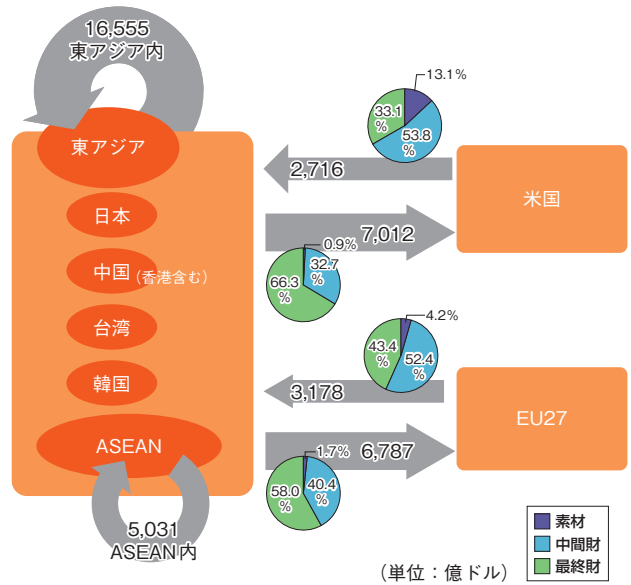 16,555
東アジア内
東アジア
日本
中国(香港含む)
台湾
韓国
ASEAN
5,031
ASEAN内
13.1%
33.1
%
53.8
%
2,716
米国
7,012
0.9%
32.7
%
66.3
%
4.2%
43.4
%
52.4
%
3,178
EU27
6,787
1.7%
40.4
%
58.0
%
素材
中間財
最終財
(単位:億ドル)